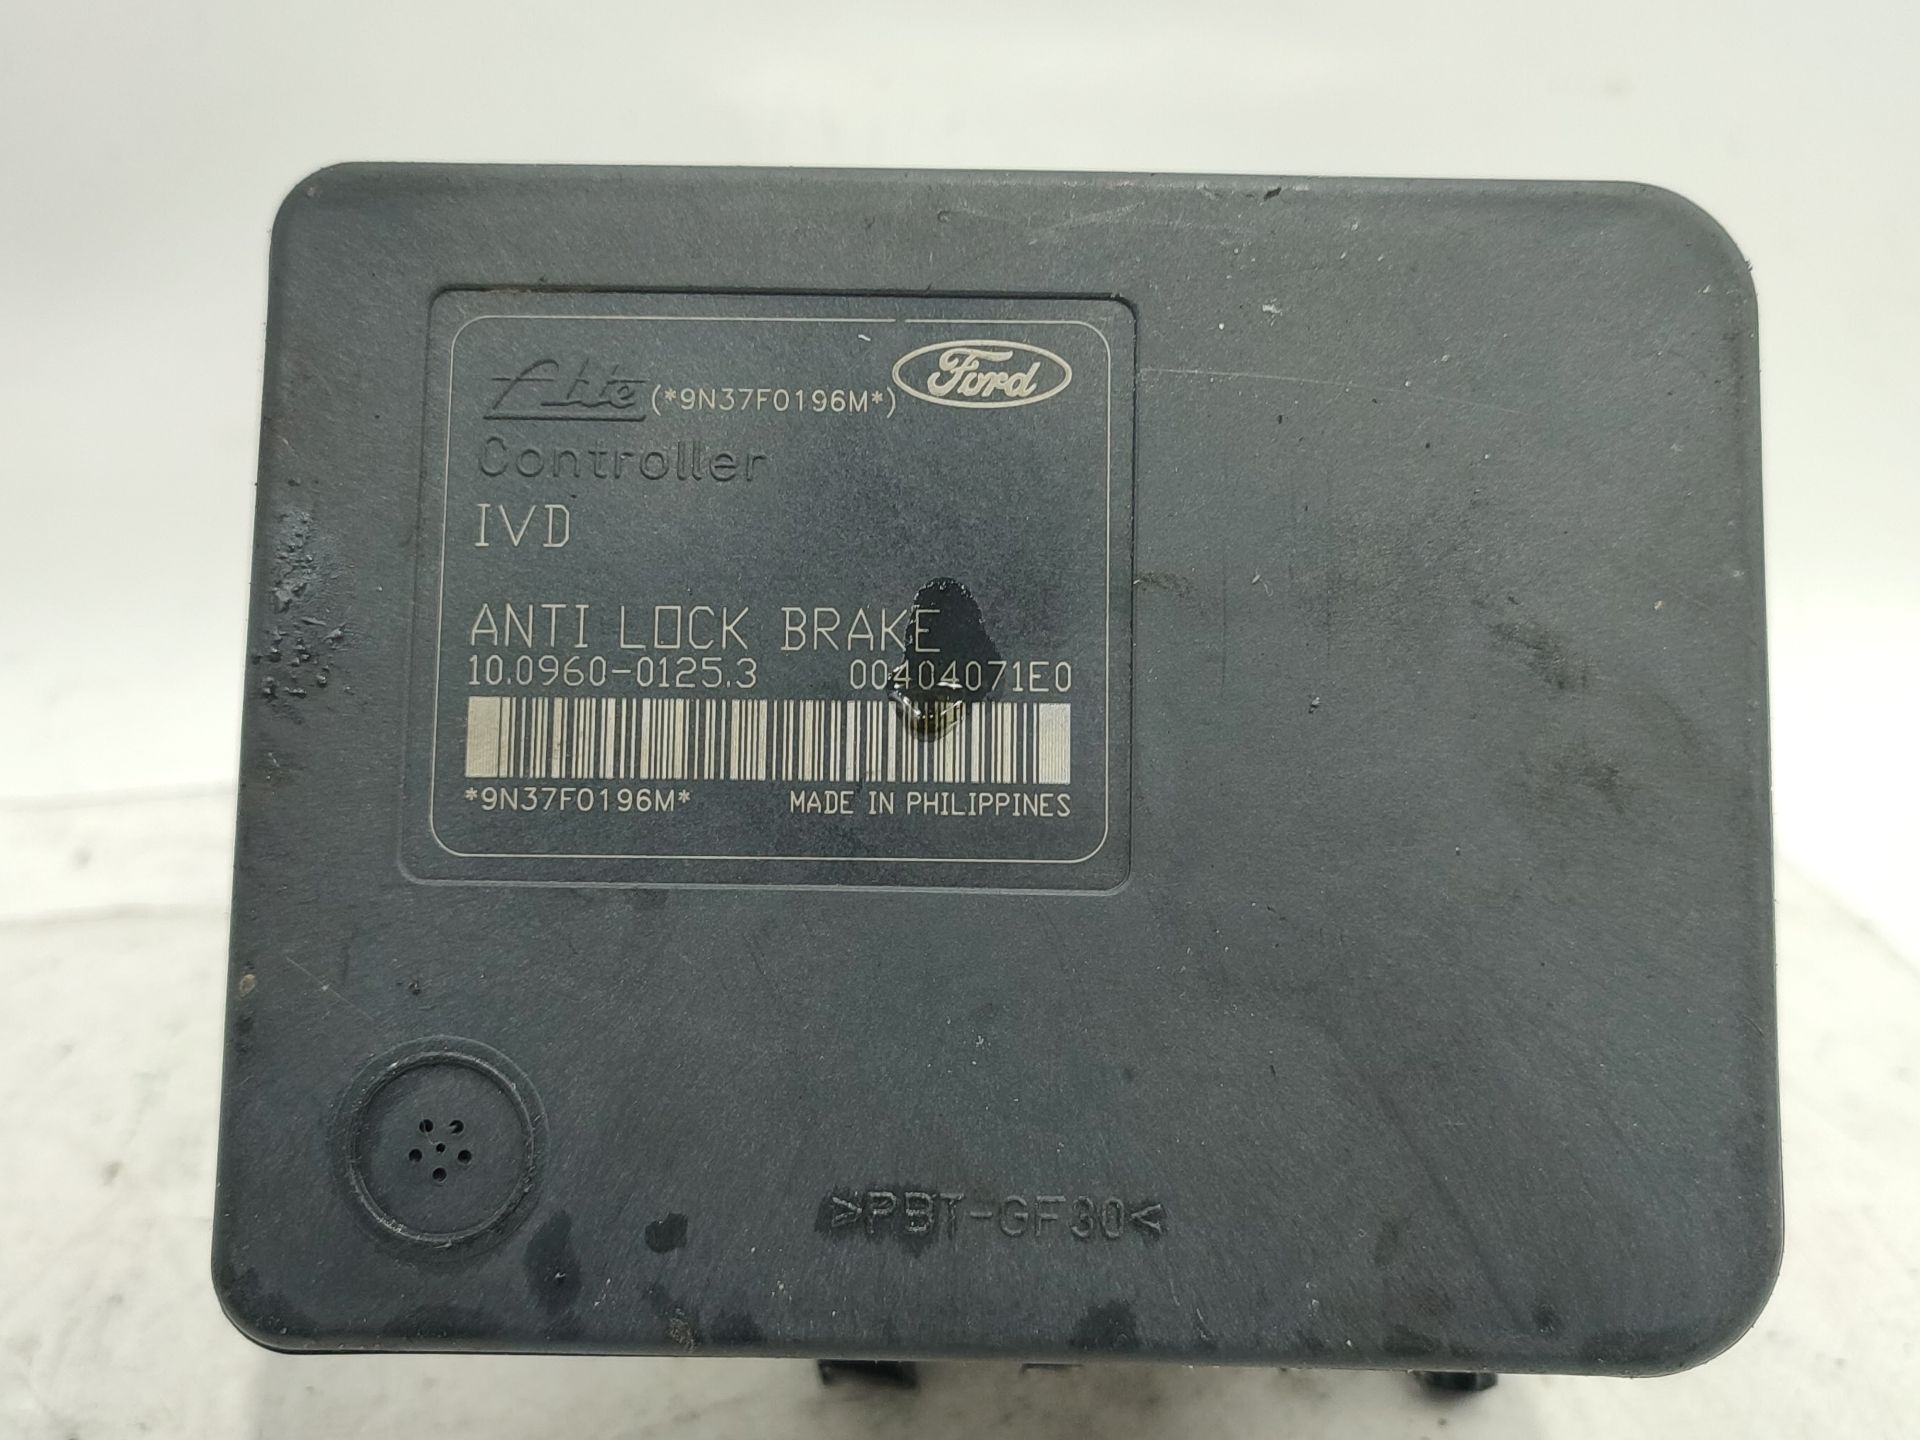 Ate (*9N37F0196M*) Ford
Controller
IVD
ANTI LOCK BRAKE
10.0960-0125.3 00404071E0
*9N37F0196M* MADE IN PHILIPPINES
>PBT-GF30<